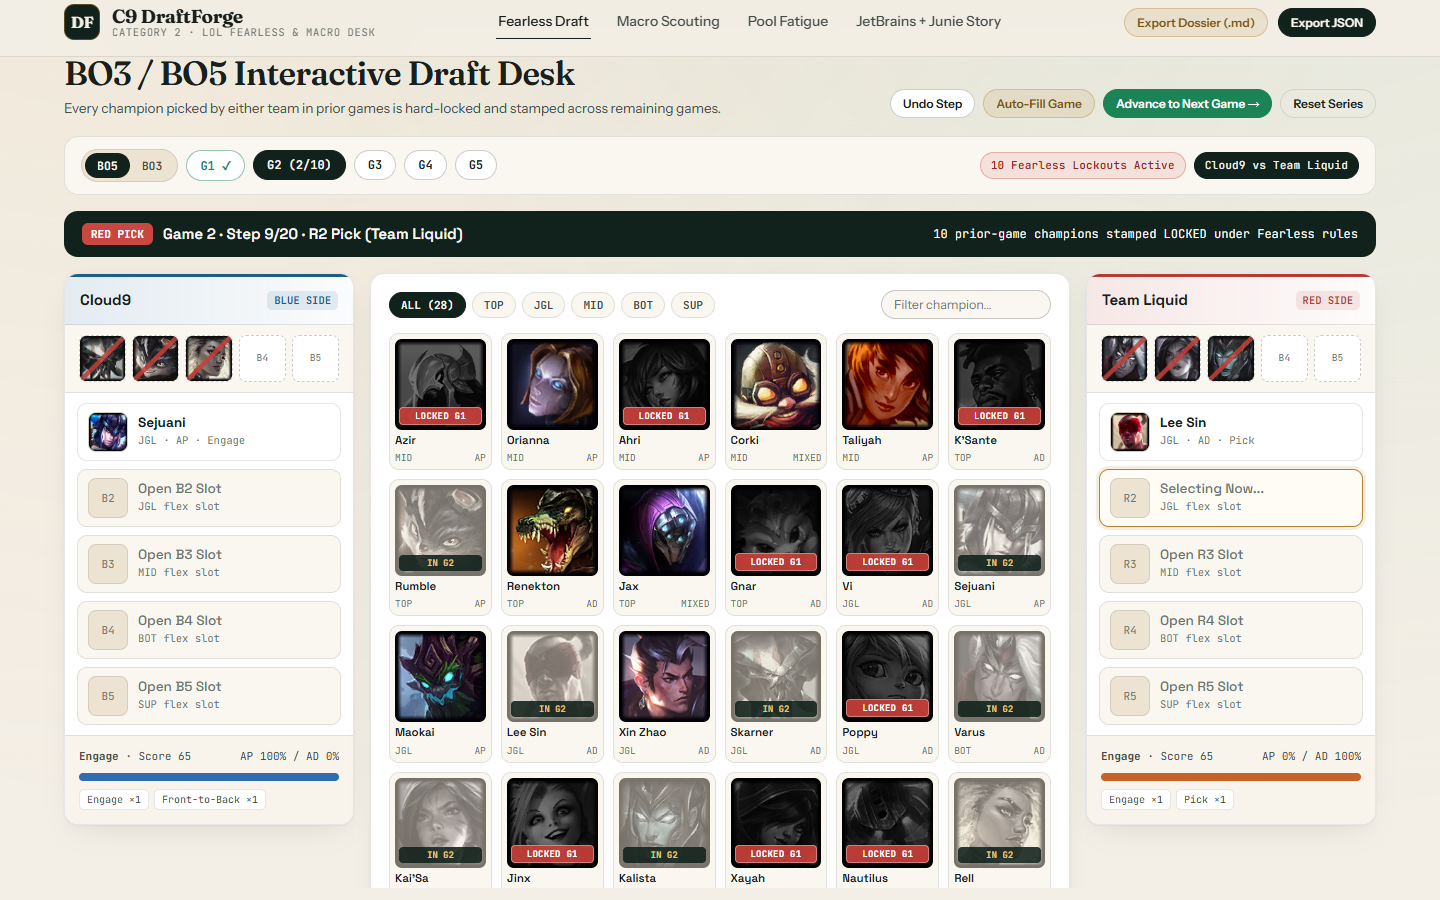 DF
C9 DraftForge
CATEGORY 2 · LOL FEARLESS & MACRO DESK
Fearless Draft
Macro Scouting
Pool Fatigue
JetBrains + Junie Story
Export Dossier (.md)
Export JSON
BO3 / BO5 Interactive Draft Desk
Every champion picked by either team in prior games is hard-locked and stamped across remaining games.
Undo Step
Auto-Fill Game
Advance to Next Game →
Reset Series
BO5
BO3
G1 ✓
G2 (2/10)
G3
G4
G5
10 Fearless Lockouts Active
Cloud9 vs Team Liquid
RED PICK
Game 2 · Step 9/20 · R2 Pick (Team Liquid)
10 prior-game champions stamped LOCKED under Fearless rules
Cloud9
BLUE SIDE
B4
B5
Sejuani
JGL · AP · Engage
B2
Open B2 Slot
JGL flex slot
B3
Open B3 Slot
MID flex slot
B4
Open B4 Slot
BOT flex slot
B5
Open B5 Slot
SUP flex slot
Engage · Score 65
AP 100% / AD 0%
Engage ×1
Front-to-Back ×1
ALL (28)
TOP
JGL
MID
BOT
SUP
Filter champion...
LOCKED G1
Azir
MID AP
Orianna
MID AP
LOCKED G1
Ahri
MID AP
Corki
MID MIXED
Taliyah
MID AP
LOCKED G1
K'Sante
TOP AD
IN G2
Rumble
TOP AP
Renekton
TOP AD
Jax
TOP MIXED
LOCKED G1
Gnar
TOP AD
LOCKED G1
Vi
JGL AD
IN G2
Sejuani
JGL AP
Maokai
JGL AP
IN G2
Lee Sin
JGL AD
Xin Zhao
JGL AD
IN G2
Skarner
JGL AD
LOCKED G1
Poppy
JGL AD
IN G2
Varus
BOT AD
IN G2
Kai'Sa
LOCKED G1
Jinx
IN G2
Kalista
LOCKED G1
Xayah
LOCKED G1
Nautilus
IN G2
Rell
Team Liquid
RED SIDE
B4
B5
Lee Sin
JGL · AD · Pick
R2
Selecting Now...
JGL flex slot
R3
Open R3 Slot
MID flex slot
R4
Open R4 Slot
BOT flex slot
R5
Open R5 Slot
SUP flex slot
Engage · Score 65
AP 0% / AD 100%
Engage ×1
Pick ×1